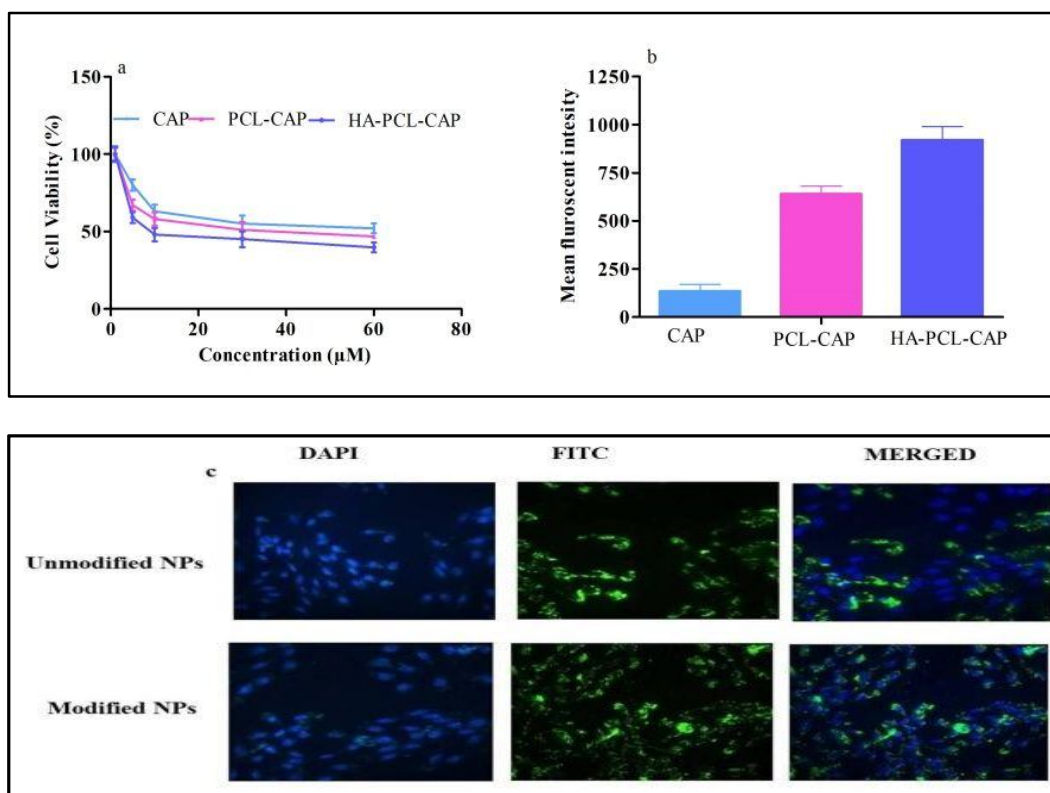 a
150
100
50
0
Cell Viability (%)
CAP PCL-CAP HA-PCL-CAP
0 20 40 60 80
Concentration (µM)
b
1250
1000
750
500
250
0
Mean fluroscent intesity
CAP PCL-CAP HA-PCL-CAP
c
DAPI FITC MERGED
Unmodified NPs
Modified NPs